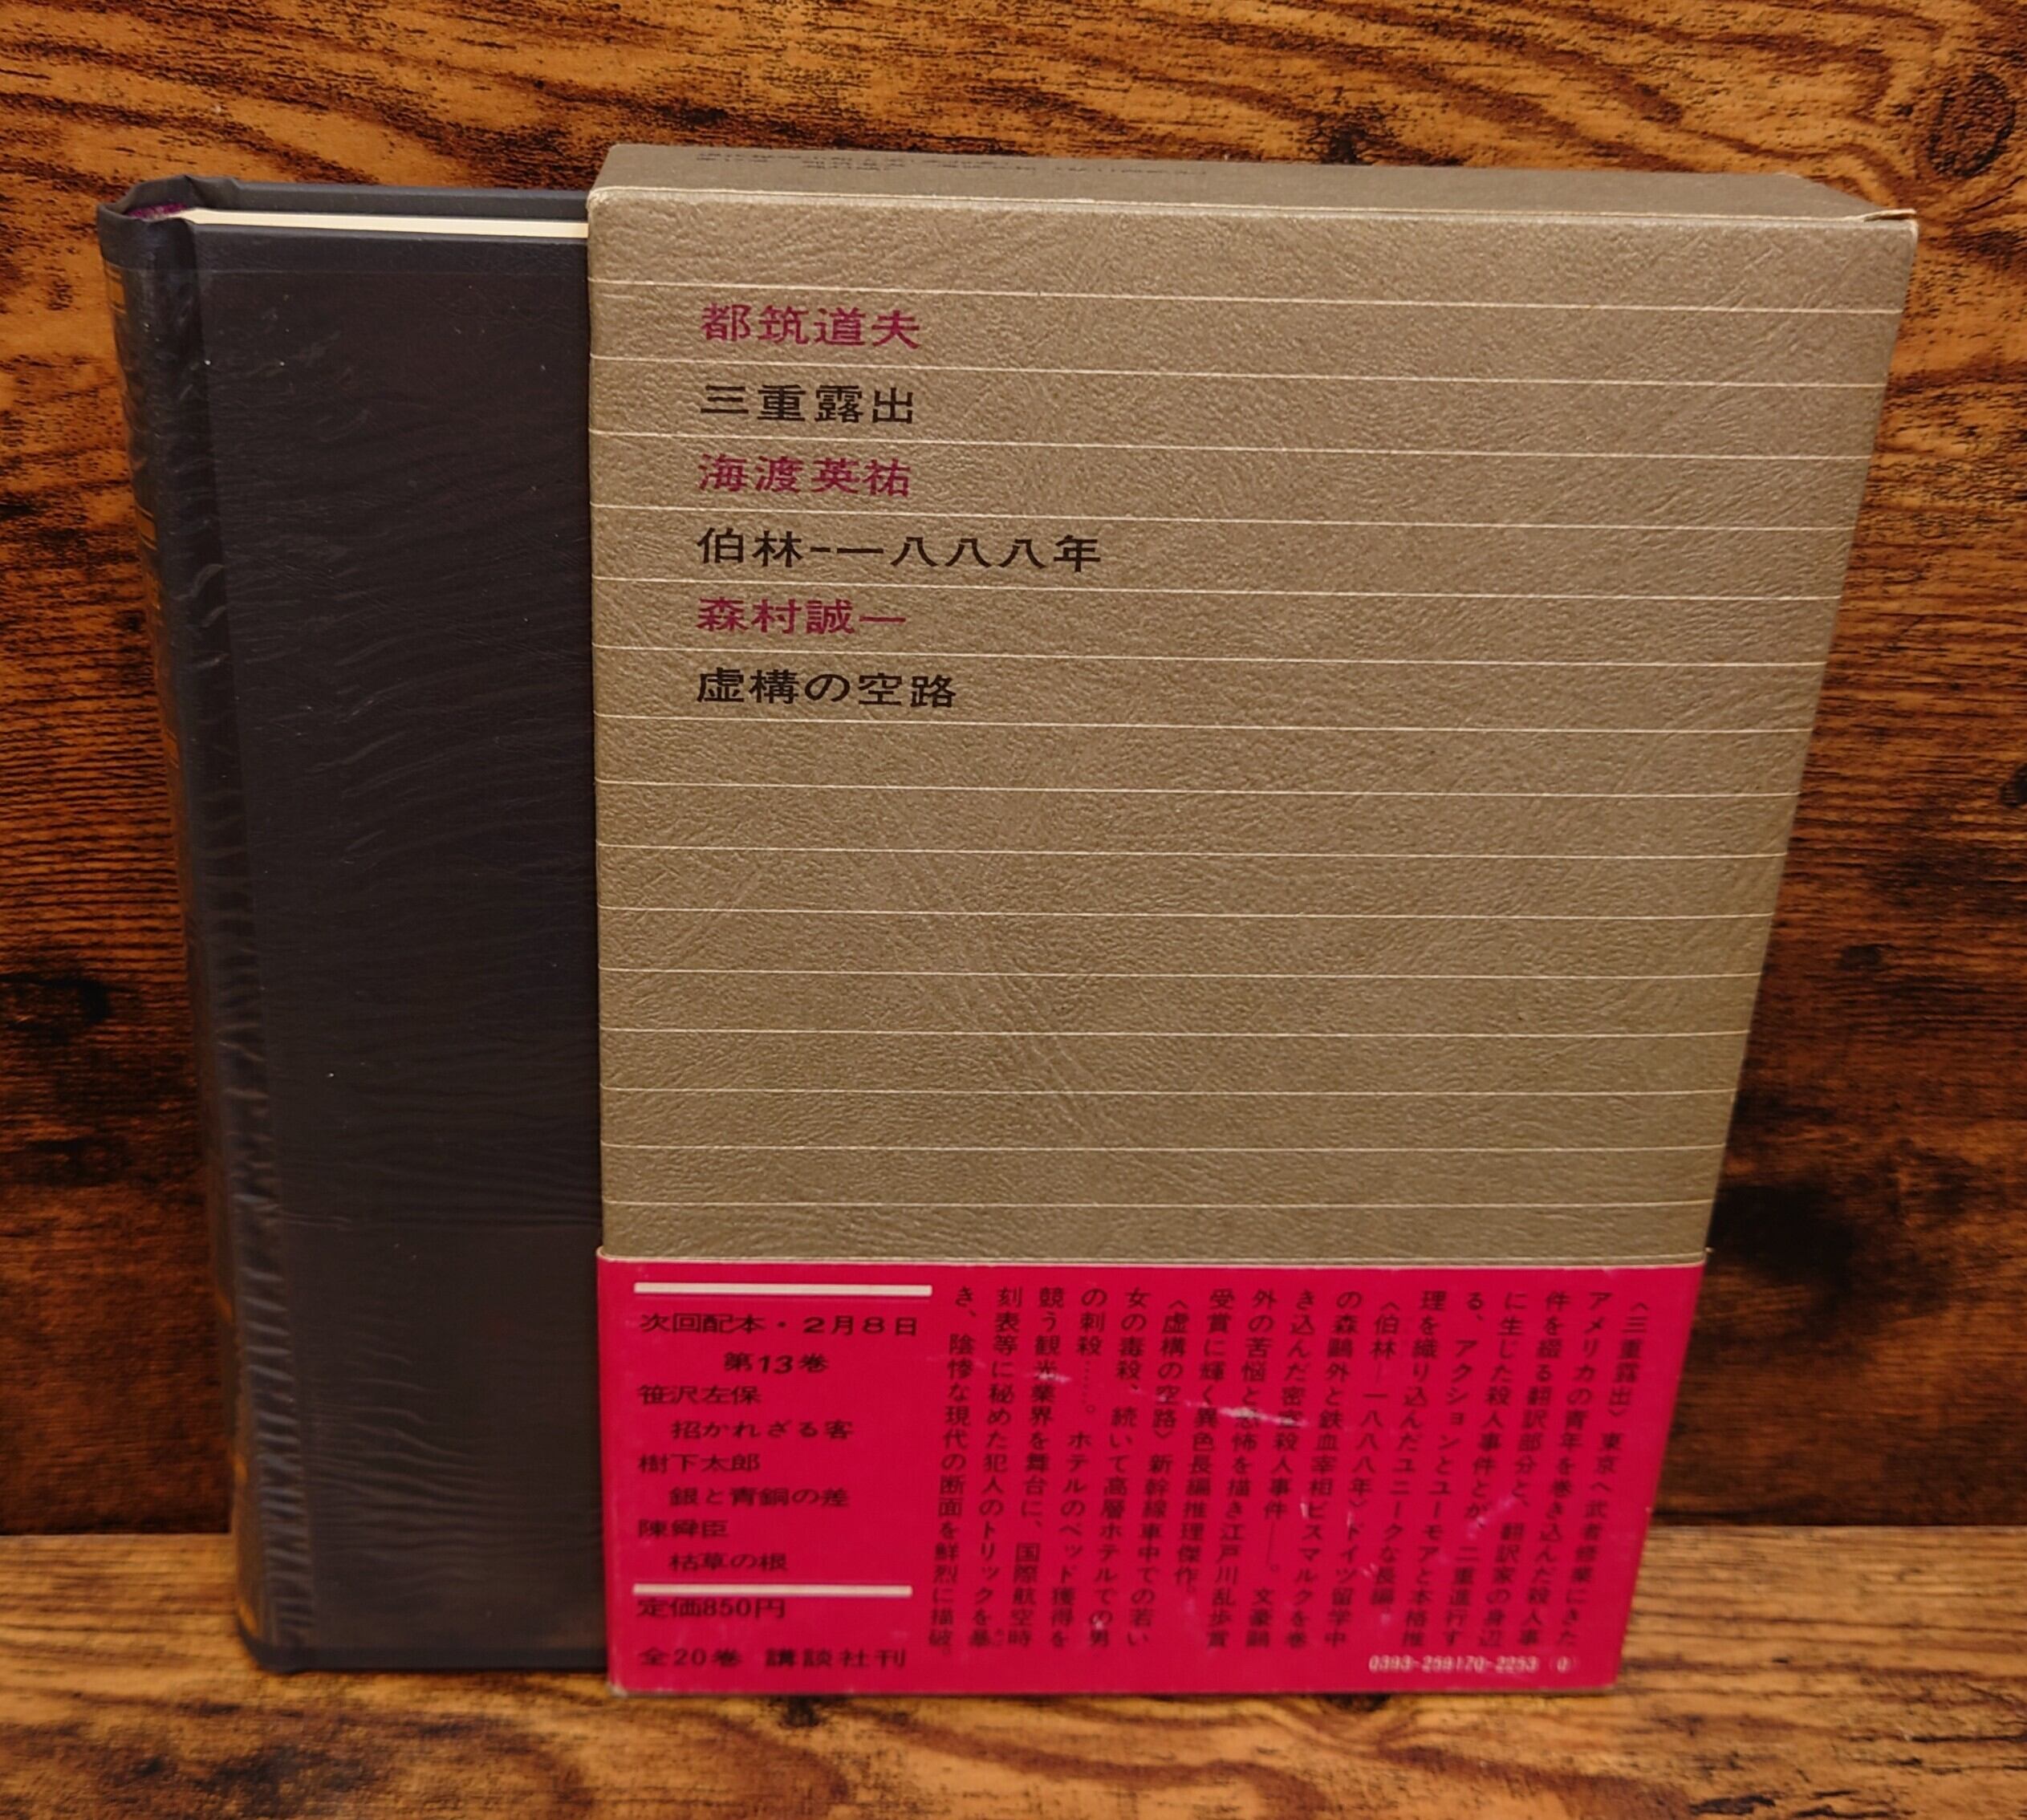 都筑道夫
三重露出
海渡英祐
伯林-一八八八年
森村誠一
虚構の空路
次回配本・2月8日
第13巻
笹沢左保
招かれざる客
樹下太郎
銀と青銅の差
陳舜臣
枯草の根
定価850円
全20巻 講談社刊
〈三重露出〉東京へ武者修業にきた
アメリカの青年を巻き込んだ殺人事
件を綴る翻訳部分と、翻訳家の身辺
に生じた殺人事件とが、二重進行す
る、アクションとユーモアと本格推
理を織り込んだユニークな長編
〈伯林―一八八八年〉ドイツ留学中
の森鷗外と鉄血宰相ビスマルクを巻
き込んだ密室殺人事件――。文豪鷗
外の苦悩と恐怖を描き江戸川乱歩賞
受賞に輝く異色長編推理傑作。
〈虚構の空路〉新幹線車中での若い
女の毒殺、続いて高層ホテルでの男
の刺殺……。ホテルのベッド獲得を
競う観光業界を舞台に、国際航空時
刻表等に秘めた犯人のトリックを暴
き、陰惨な現代の断面を鮮烈に描破。
0393-259170-2253 (0)